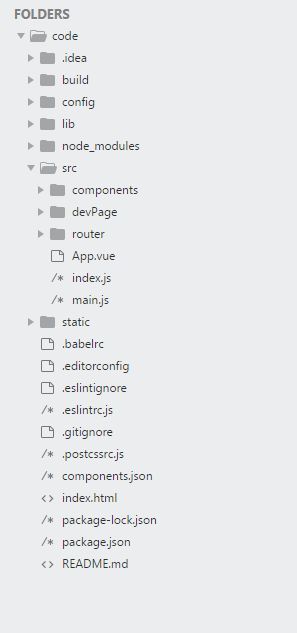 FOLDERS
code
.idea
build
config
lib
node_modules
src
components
devPage
router
App.vue
index.js
main.js
static
.babelrc
.editorconfig
.eslintignore
.eslintrc.js
.gitignore
.postcssrc.js
components.json
index.html
package-lock.json
package.json
README.md